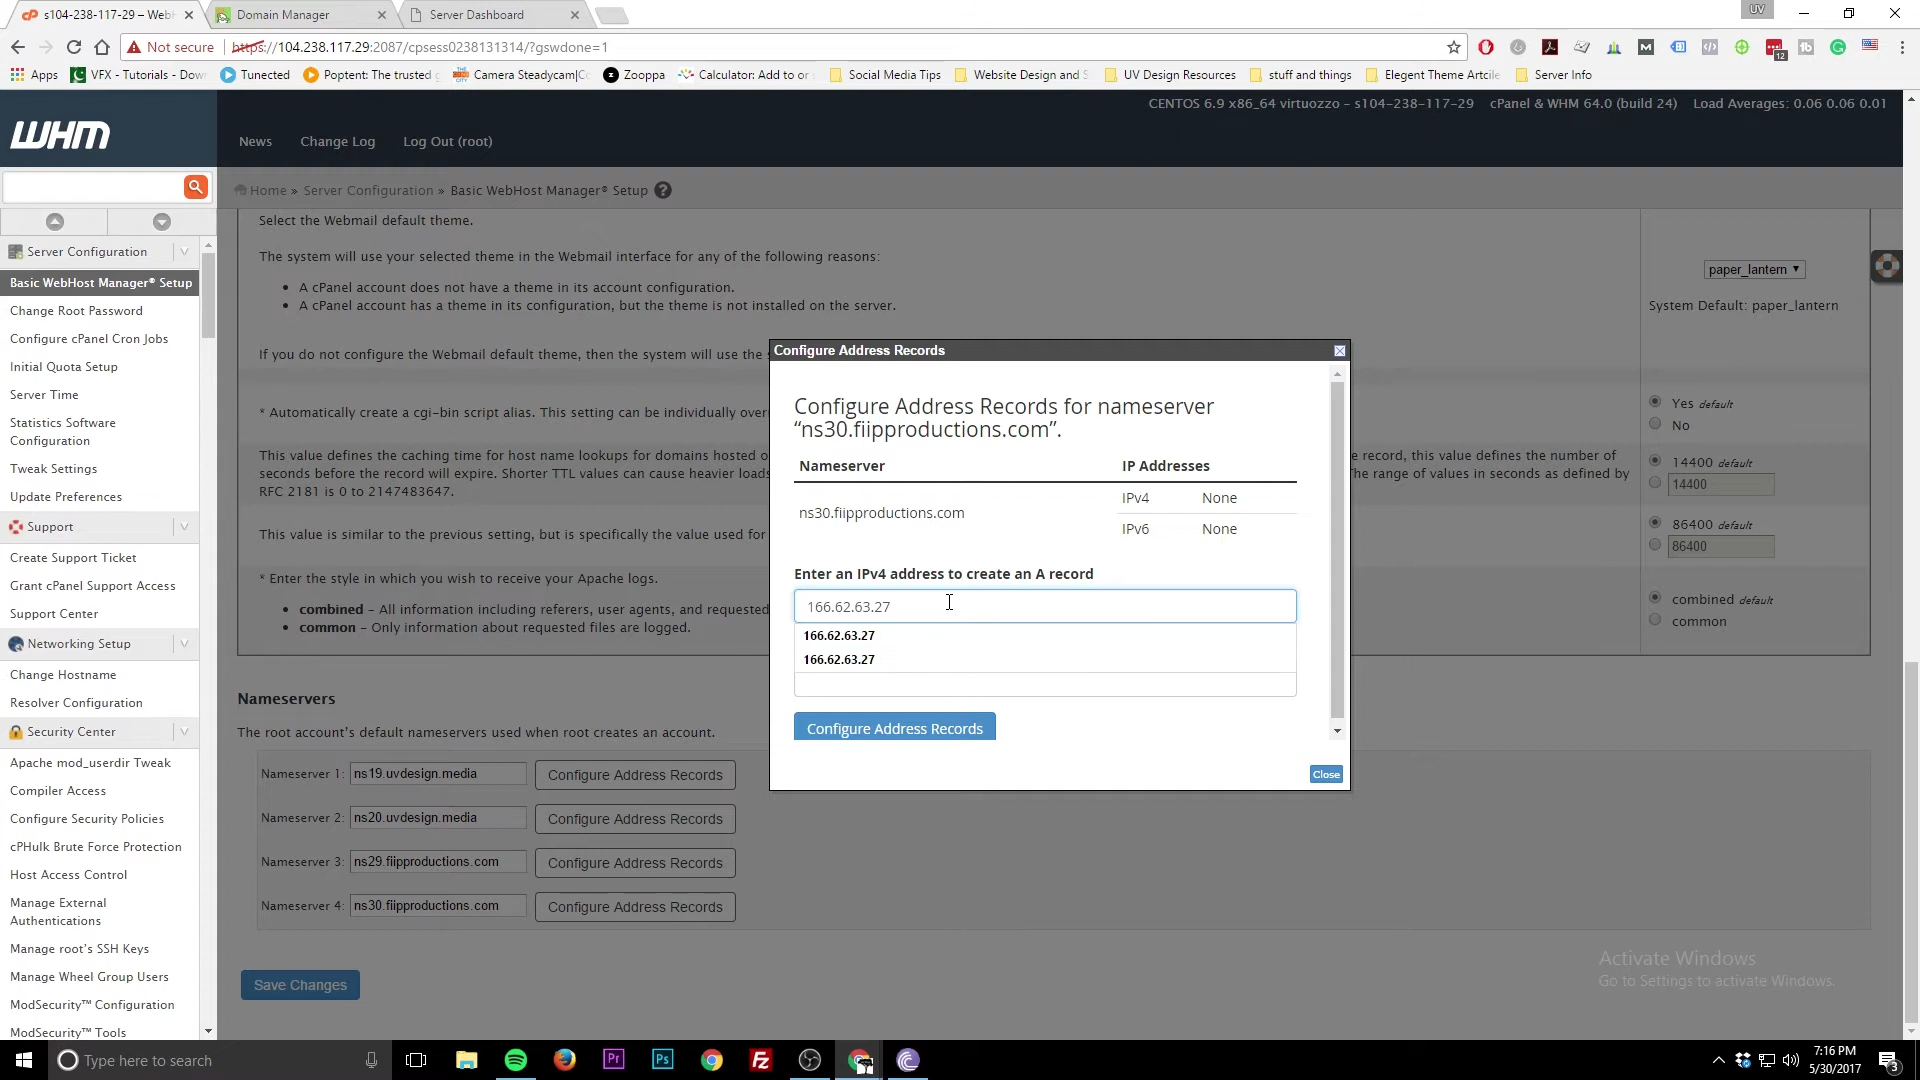 s104-238-117-29 – WebH
Domain Manager
Server Dashboard
UV
Not secure
https://104.238.117.29:2087/cpsess0238131314/?gswdone=1
12
Apps
VFX - Tutorials - Dow
Tunected
Poptent: The trusted
Camera Steadycam|Co
Zooppa
Calculator: Add to or
Social Media Tips
Website Design and S
UV Design Resources
stuff and things
Elegent Theme Artcile
Server Info
CENTOS 6.9 x86_64 virtuozzo – s104-238-117-29 cPanel & WHM 64.0 (build 24) Load Averages: 0.06 0.06 0.01
WHM
News
Change Log
Log Out (root)
Home » Server Configuration » Basic WebHost Manager® Setup
Server Configuration
Basic WebHost Manager® Setup
Change Root Password
Configure cPanel Cron Jobs
Initial Quota Setup
Server Time
Statistics Software
Configuration
Tweak Settings
Update Preferences
Support
Create Support Ticket
Grant cPanel Support Access
Support Center
Networking Setup
Change Hostname
Resolver Configuration
Security Center
Apache mod_userdir Tweak
Compiler Access
Configure Security Policies
cPHulk Brute Force Protection
Host Access Control
Manage External
Authentications
Manage root's SSH Keys
Manage Wheel Group Users
ModSecurity™ Configuration
ModSecurity™ Tools
Select the Webmail default theme.
The system will use your selected theme in the Webmail interface for any of the following reasons:
• A cPanel account does not have a theme in its account configuration.
• A cPanel account has a theme in its configuration, but the theme is not installed on the server.
If you do not configure the Webmail default theme, then the system will use the s
paper_lantern
System Default: paper_lantern
* Automatically create a cgi-bin script alias. This setting can be individually over
Yes default
No
This value defines the caching time for host name lookups for domains hosted o
record, this value defines the number of
seconds before the record will expire. Shorter TTL values can cause heavier loads
The range of values in seconds as defined by
RFC 2181 is 0 to 2147483647.
14400 default
14400
This value is similar to the previous setting, but is specifically the value used for
86400 default
86400
* Enter the style in which you wish to receive your Apache logs.
• combined – All information including referers, user agents, and requested
• common – Only information about requested files are logged.
combined default
common
Configure Address Records
Configure Address Records for nameserver
“ns30.fiipproductions.com”.
Nameserver
IP Addresses
ns30.fiipproductions.com
IPv4 None
IPv6 None
Enter an IPv4 address to create an A record
166.62.63.27
166.62.63.27
166.62.63.27
Configure Address Records
Close
Nameservers
The root account's default nameservers used when root creates an account.
Nameserver 1: ns19.uvdesign.media Configure Address Records
Nameserver 2: ns20.uvdesign.media Configure Address Records
Nameserver 3: ns29.fiipproductions.com Configure Address Records
Nameserver 4: ns30.fiipproductions.com Configure Address Records
Save Changes
Activate Windows
Go to Settings to activate Windows.
Type here to search
7:16 PM
5/30/2017
3